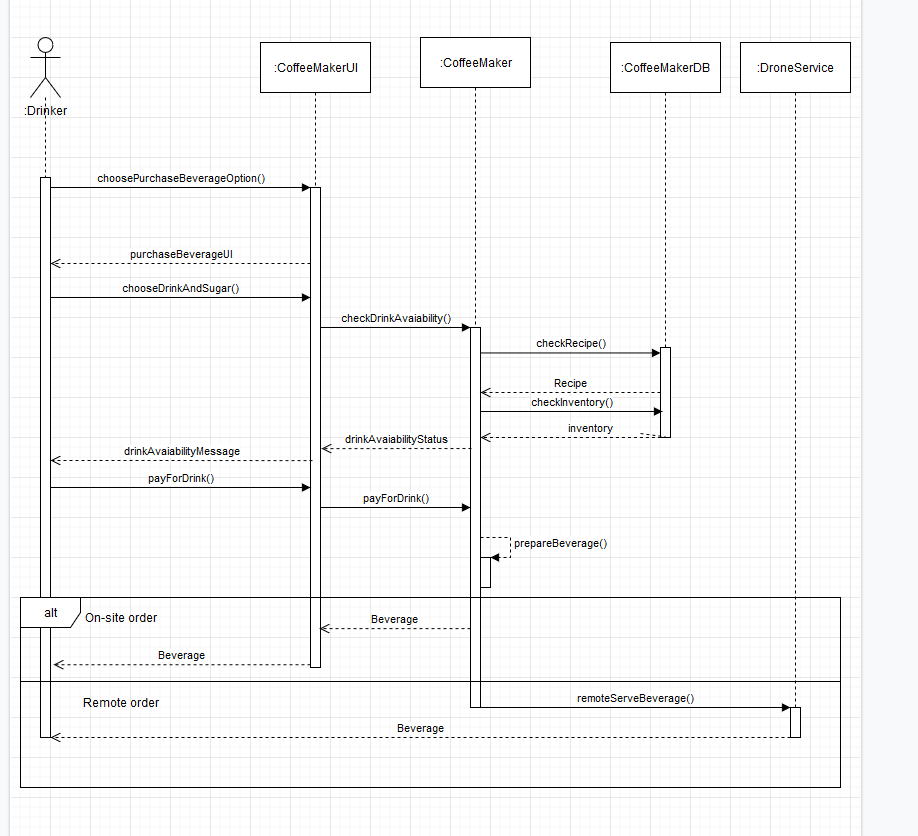 :Drinker
:CoffeeMakerUI
:CoffeeMaker
:CoffeeMakerDB
:DroneService
choosePurchaseBeverageOption()
purchaseBeverageUI
chooseDrinkAndSugar()
checkDrinkAvaiability()
checkRecipe()
Recipe
checkInventory()
inventory
drinkAvaiabilityStatus
drinkAvaiabilityMessage
payForDrink()
payForDrink()
prepareBeverage()
alt
On-site order
Beverage
Beverage
Remote order
remoteServeBeverage()
Beverage